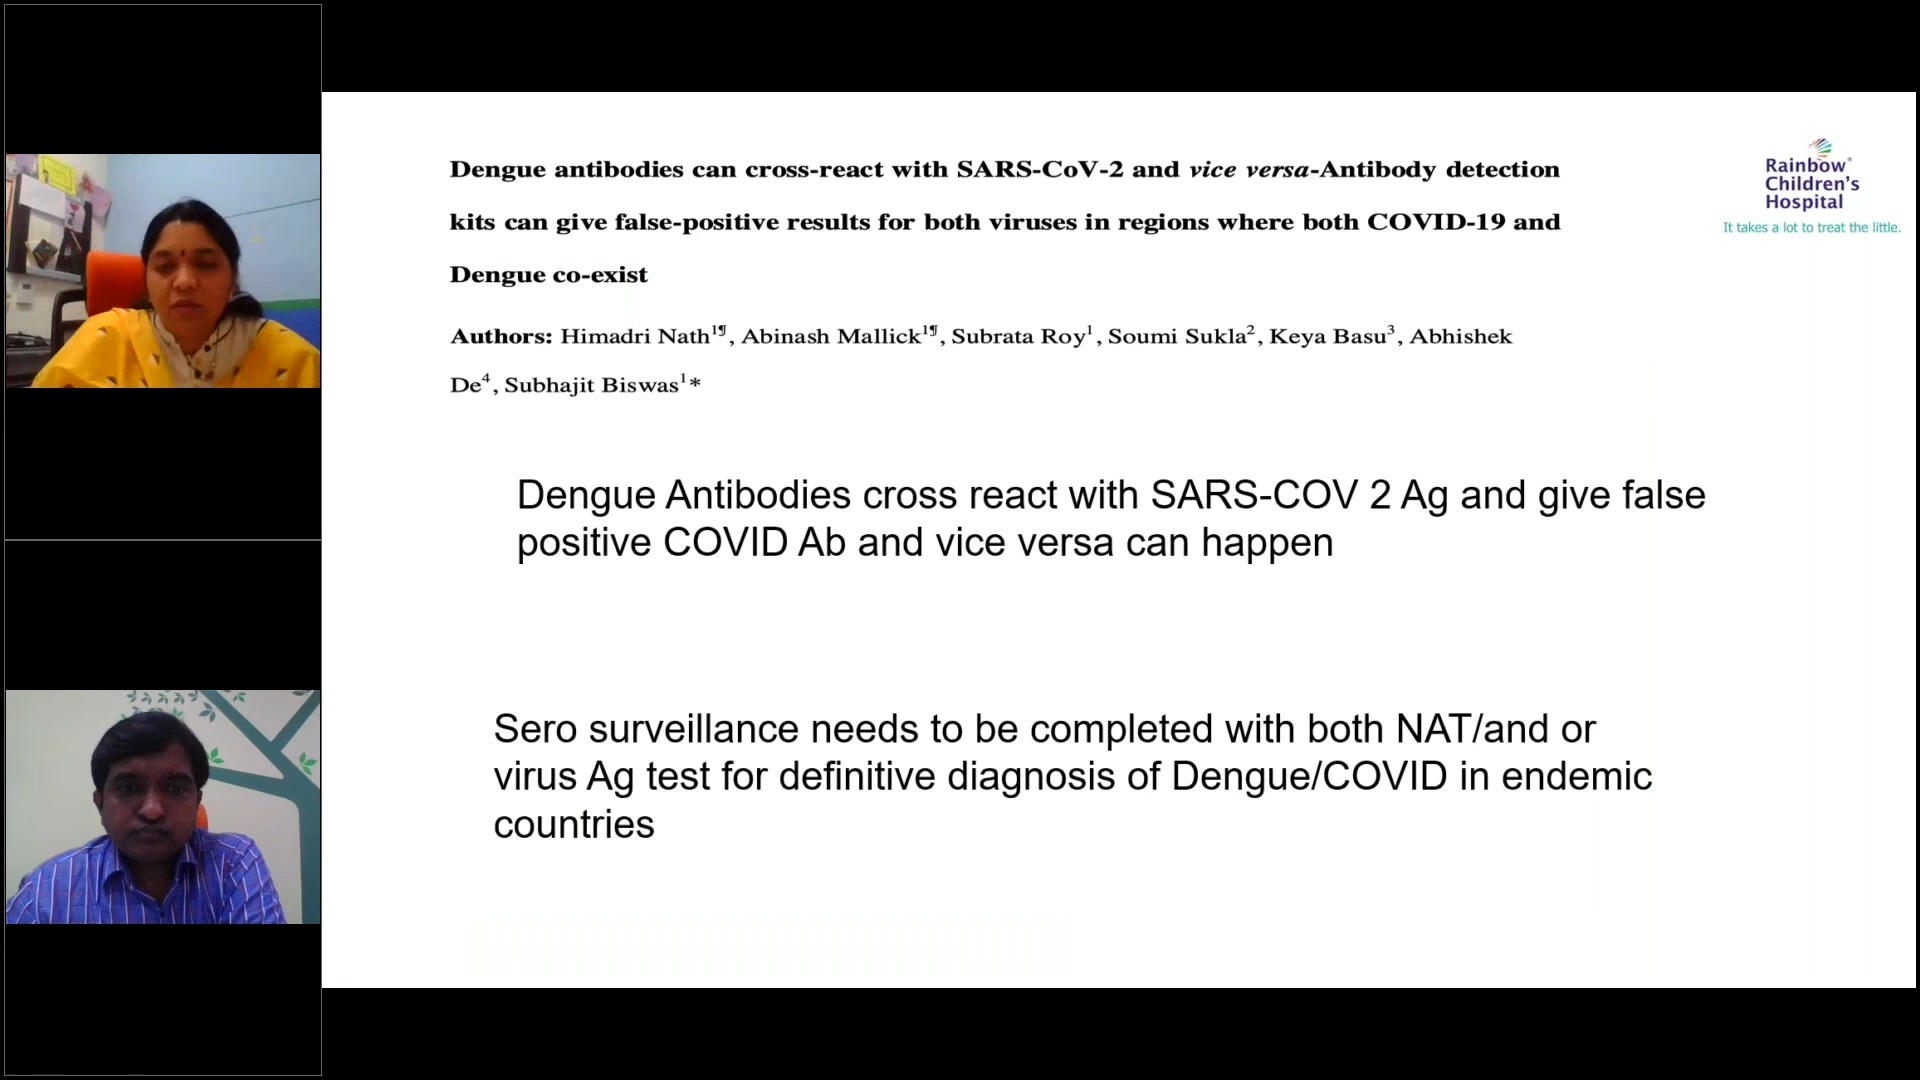 Dengue antibodies can cross-react with SARS-CoV-2 and vice versa-Antibody detection
kits can give false-positive results for both viruses in regions where both COVID-19 and
Dengue co-exist
Authors: Himadri Nath¹¶, Abinash Mallick¹¶, Subrata Roy¹, Soumi Sukla², Keya Basu³, Abhishek
De⁴, Subhajit Biswas¹*
Rainbow®
Children's
Hospital
It takes a lot to treat the little.
Dengue Antibodies cross react with SARS-COV 2 Ag and give false
positive COVID Ab and vice versa can happen
Sero surveillance needs to be completed with both NAT/and or
virus Ag test for definitive diagnosis of Dengue/COVID in endemic
countries